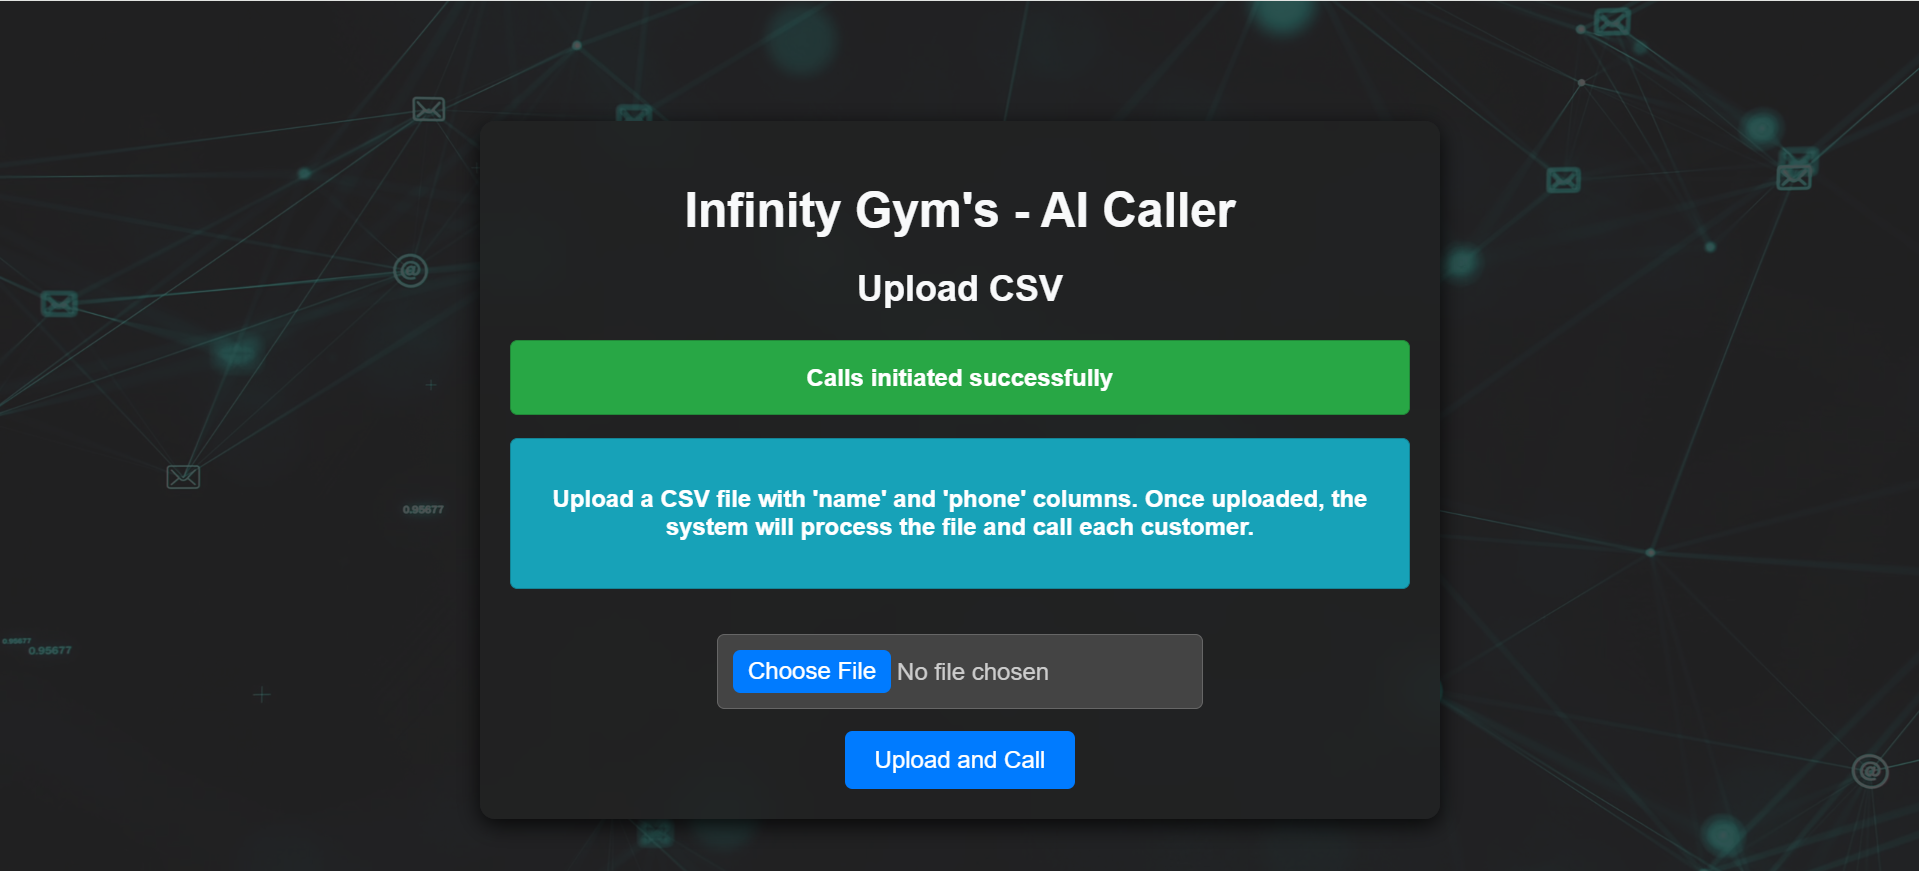 Infinity Gym's - AI Caller
Upload CSV
Calls initiated successfully
Upload a CSV file with 'name' and 'phone' columns. Once uploaded, the
system will process the file and call each customer.
0.95677
0.95677
0.95677
Choose File No file chosen
Upload and Call